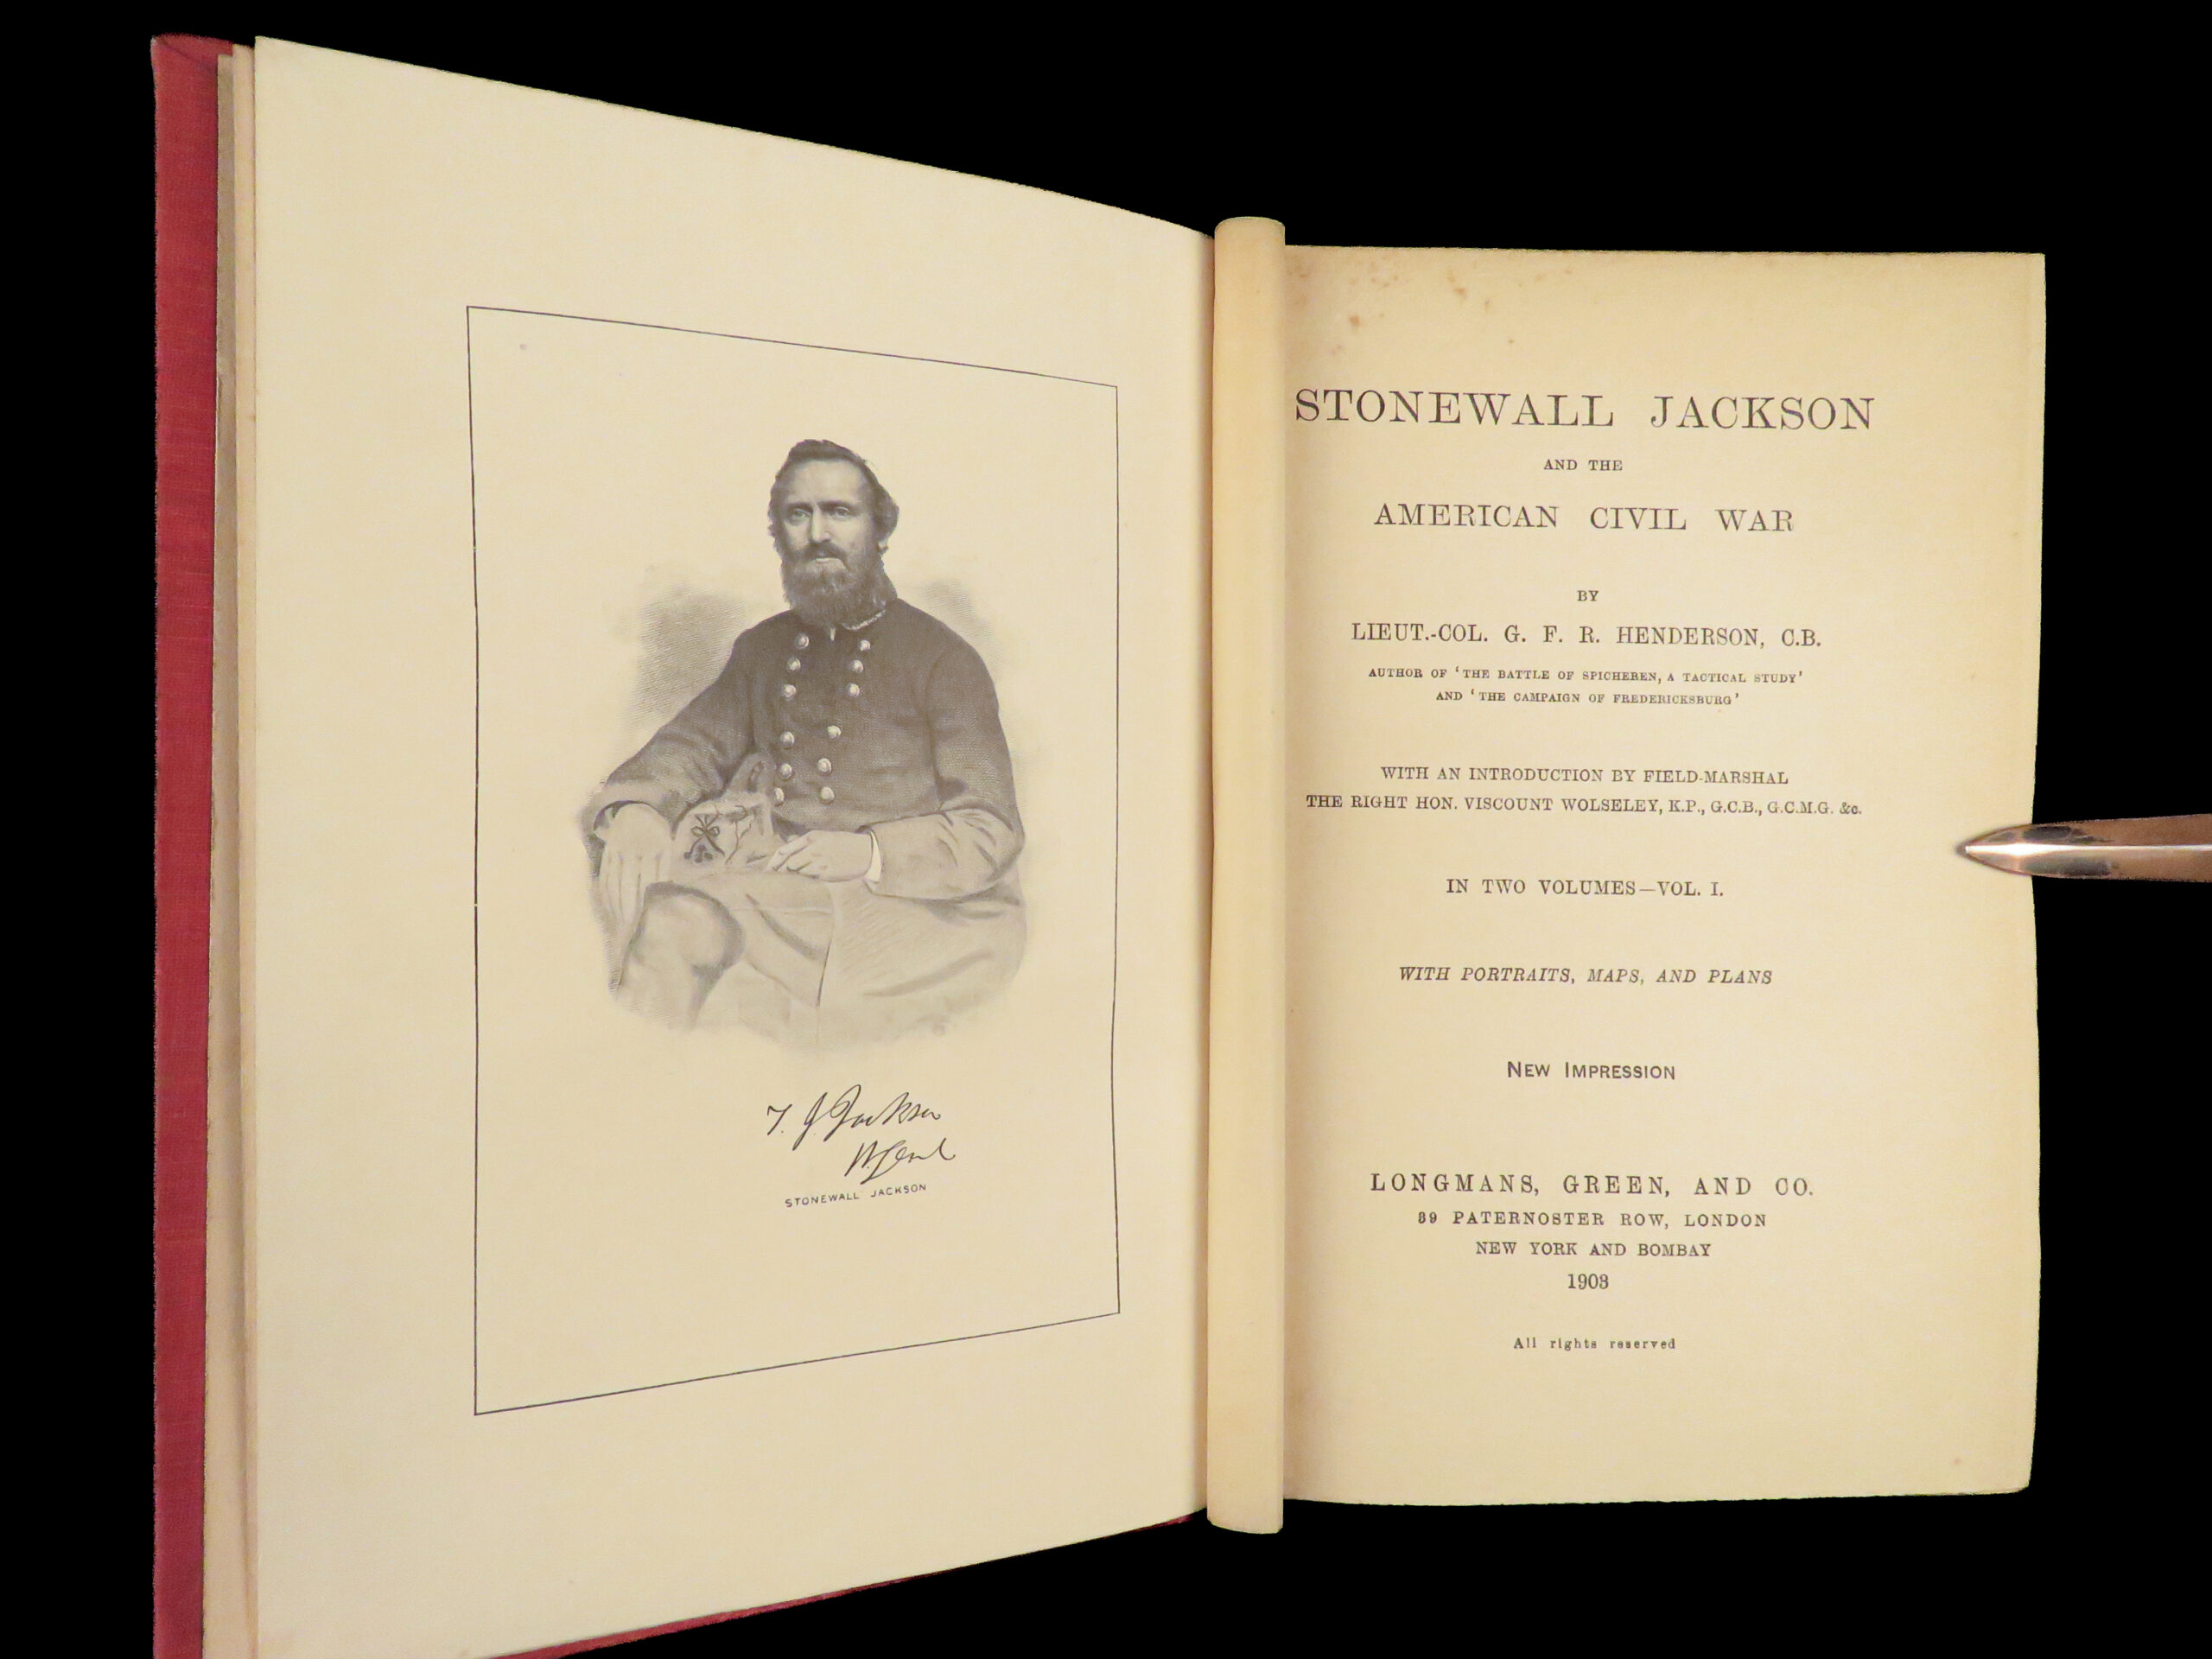 T. J. Jackson
STONEWALL JACKSON
STONEWALL JACKSON
AND THE
AMERICAN CIVIL WAR
BY
LIEUT.-COL. G. F. R. HENDERSON, C.B.
AUTHOR OF 'THE BATTLE OF SPICHEREN, A TACTICAL STUDY'
AND 'THE CAMPAIGN OF FREDERICKSBURG'
WITH AN INTRODUCTION BY FIELD-MARSHAL
THE RIGHT HON. VISCOUNT WOLSELEY, K.P., G.C.B., G.C.M.G. &c.
IN TWO VOLUMES—VOL. I.
WITH PORTRAITS, MAPS, AND PLANS
NEW IMPRESSION
LONGMANS, GREEN, AND CO.
39 PATERNOSTER ROW, LONDON
NEW YORK AND BOMBAY
1903
All rights reserved